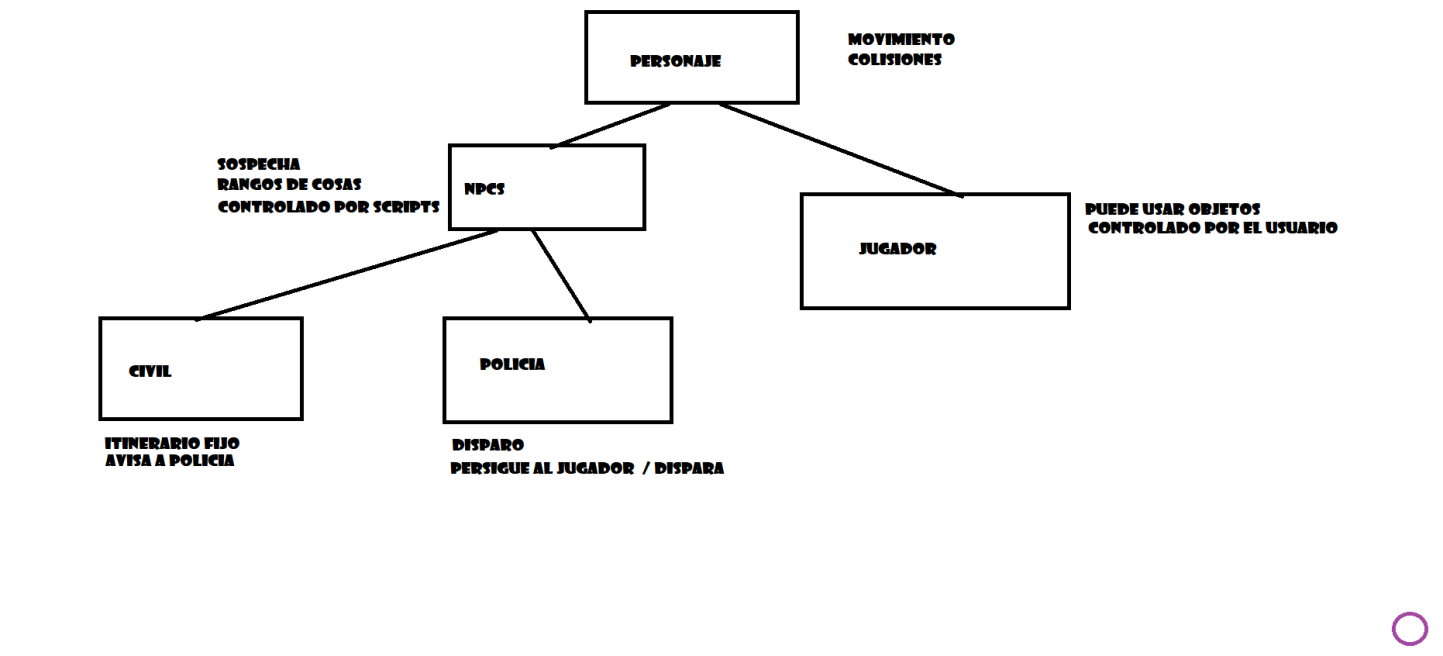 PERSONAJE
MOVIMIENTO
COLISIONES
SOSPECHA
RANGOS DE COSAS
CONTROLADO POR SCRIPTS
NPCS
JUGADOR
PUEDE USAR OBJETOS
CONTROLADO POR EL USUARIO
CIVIL
POLICIA
ITINERARIO FIJO
AVISA A POLICIA
DISPARO
PERSIGUE AL JUGADOR / DISPARA